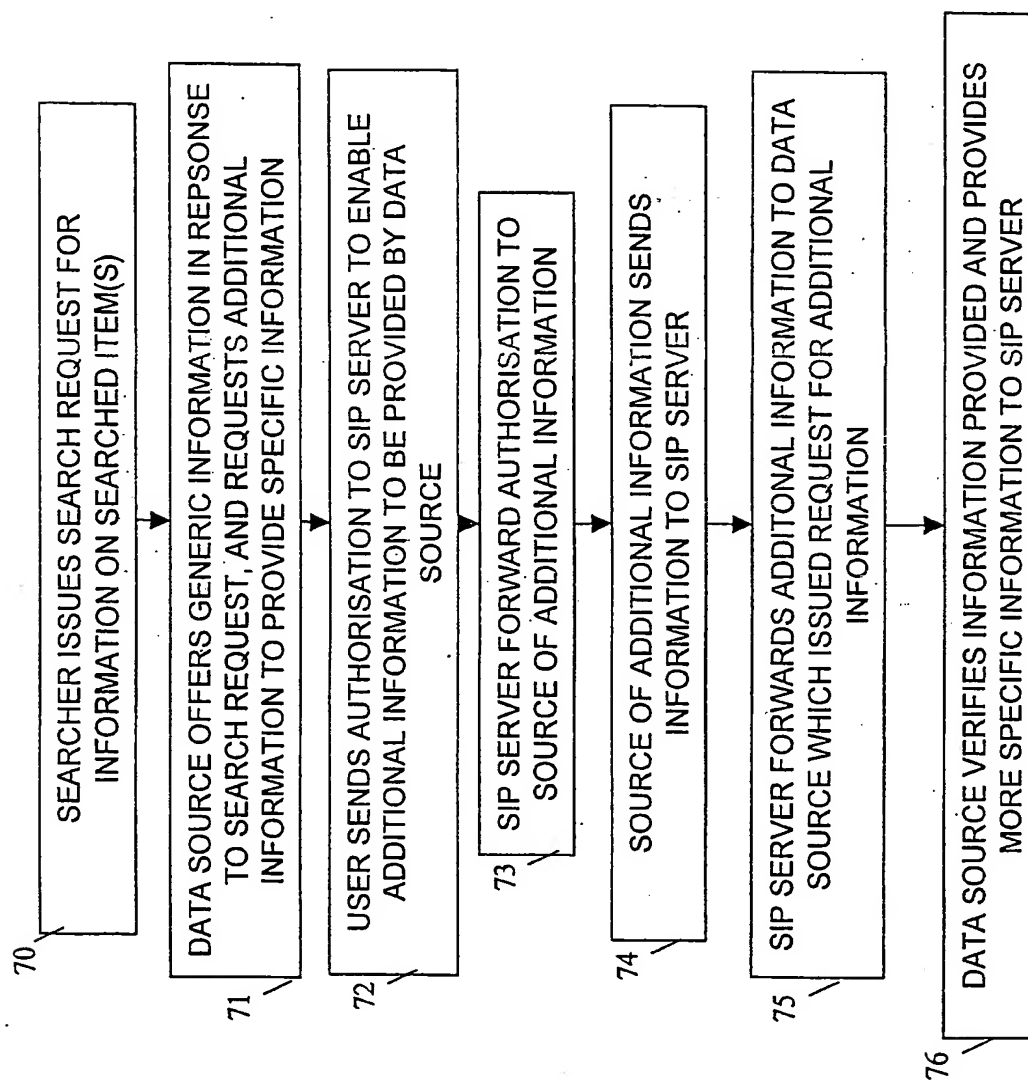 70
SEARCHER ISSUES SEARCH REQUEST FOR
INFORMATION ON SEARCHED ITEM(S)
71
DATA SOURCE OFFERS GENERIC INFORMATION IN REPSONSE
TO SEARCH REQUEST, AND REQUESTS ADDITIONAL
INFORMATION TO PROVIDE SPECIFIC INFORMATION
72
USER SENDS AUTHORISATION TO SIP SERVER TO ENABLE
ADDITIONAL INFORMATION TO BE PROVIDED BY DATA
SOURCE
73
SIP SERVER FORWARD AUTHORISATION TO
SOURCE OF ADDITIONAL INFORMATION
74
SOURCE OF ADDITIONAL INFORMATION SENDS
INFORMATION TO SIP SERVER
75
SIP SERVER FORWARDS ADDITIONAL INFORMATION TO DATA
SOURCE WHICH ISSUED REQUEST FOR ADDITIONAL
INFORMATION
76
DATA SOURCE VERIFIES INFORMATION PROVIDED AND PROVIDES
MORE SPECIFIC INFORMATION TO SIP SERVER